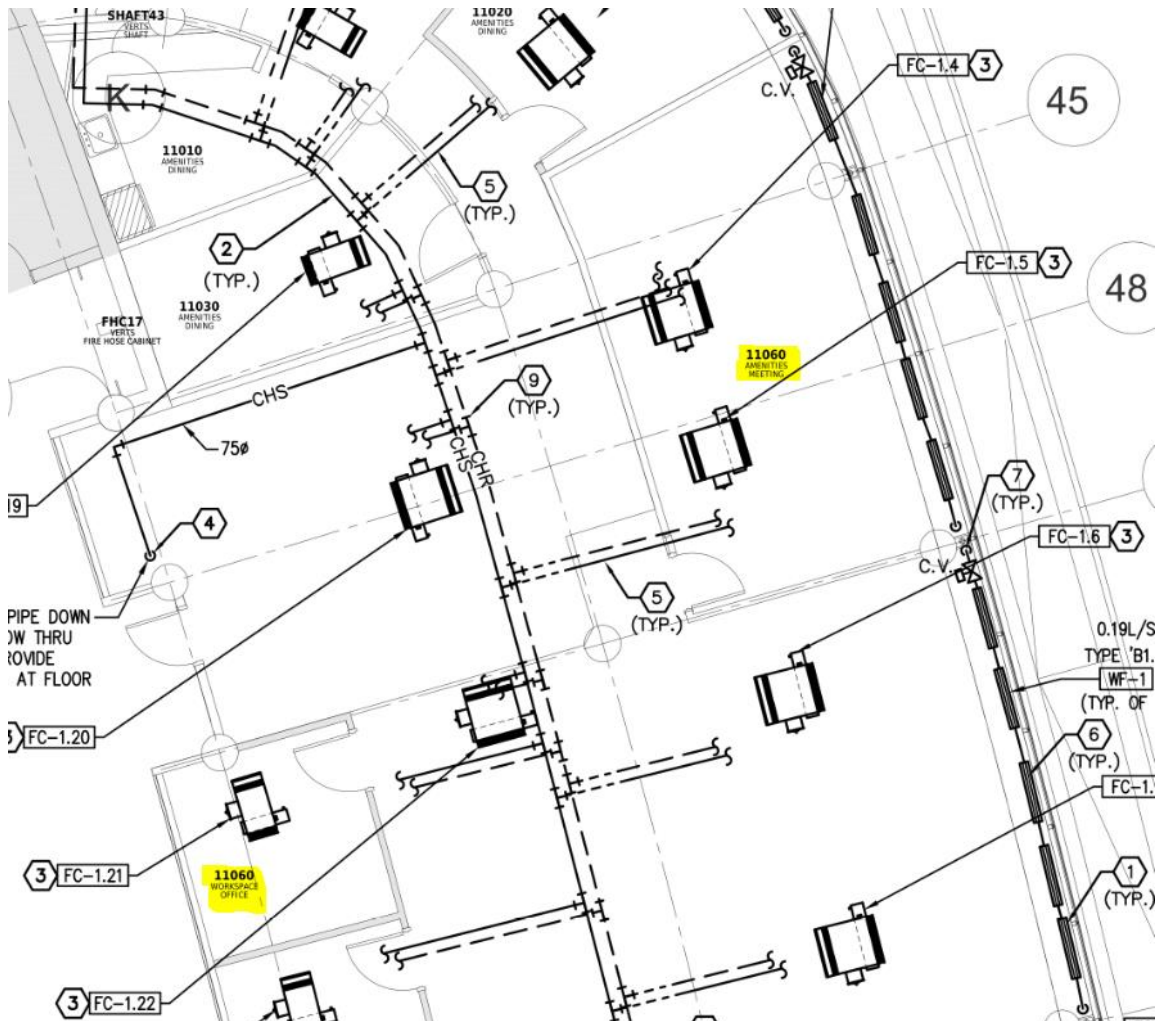 SHAFT43
VERTS
SHAFT
11020
AMENITIES
DINING
FC-1.4
3
C.V.
45
K
11010
AMENITIES
DINING
5
(TYP.)
2
(TYP.)
FC-1.5
3
48
11030
AMENITIES
DINING
FHC17
VERTS
FIRE HOSE CABINET
11060
AMENITIES
MEETING
9
(TYP.)
CHS
75ø
CHS
CHR
7
(TYP.)
19
4
FC-1.6
3
C.V.
5
(TYP.)
PIPE DOWN
OW THRU
ROVIDE
AT FLOOR
0.19L/S
TYPE 'B1.
WF-1
(TYP. OF
3
FC-1.20
6
(TYP.)
FC-1.
3
FC-1.21
11060
WORKSPACE
OFFICE
1
(TYP.)
3
FC-1.22